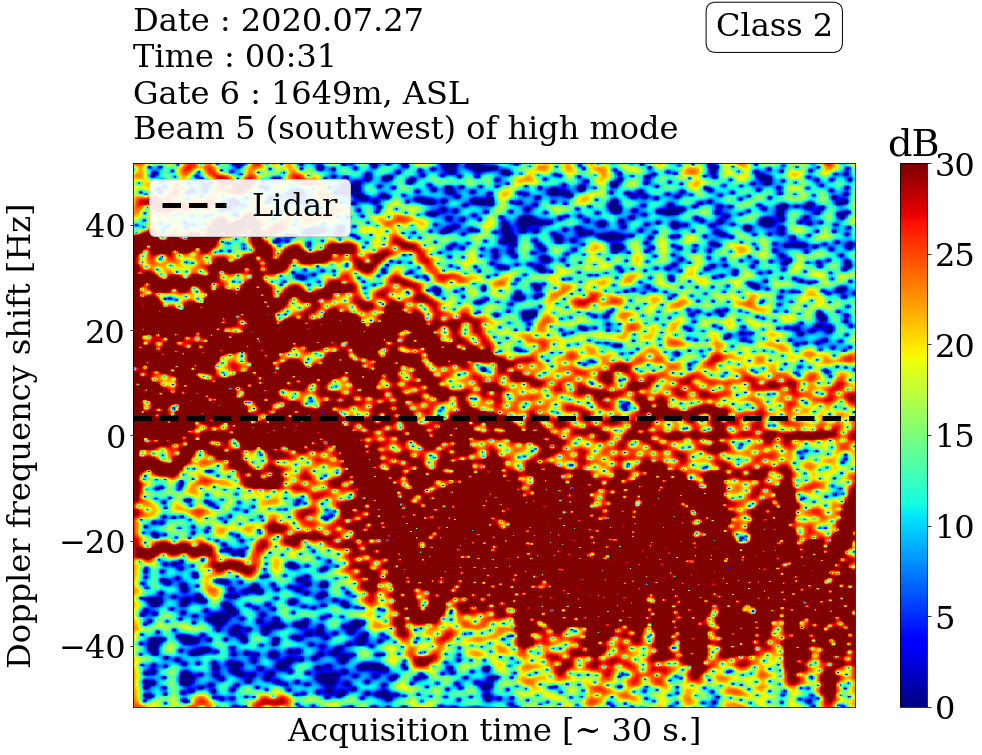 Date : 2020.07.27
Time : 00:31
Gate 6 : 1649m, ASL
Beam 5 (southwest) of high mode
Class 2
dB
Lidar
Doppler frequency shift [Hz]
40
20
0
−20
−40
Acquisition time [~ 30 s.]
30
25
20
15
10
5
0